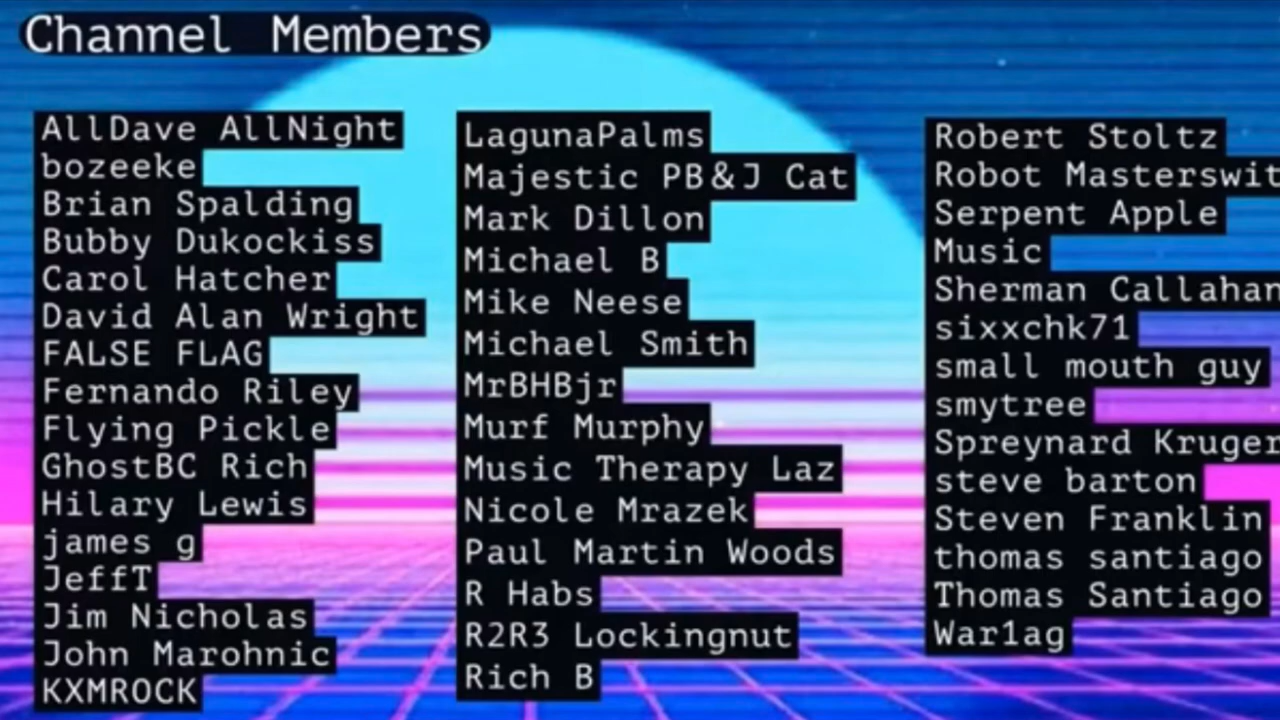 Channel Members
AllDave AllNight
bozeeke
Brian Spalding
Bubby Dukockiss
Carol Hatcher
David Alan Wright
FALSE FLAG
Fernando Riley
Flying Pickle
GhostBC Rich
Hilary Lewis
james g
JeffT
Jim Nicholas
John Marohnic
KXMROCK
LagunaPalms
Majestic PB&J Cat
Mark Dillon
Michael B
Mike Neese
Michael Smith
MrBHBjr
Murf Murphy
Music Therapy Laz
Nicole Mrazek
Paul Martin Woods
R Habs
R2R3 Lockingnut
Rich B
Robert Stoltz
Robot Masterswit
Serpent Apple
Music
Sherman Callahan
sixxchk71
small mouth guy
smytree
Spreynard Kruger
steve barton
Steven Franklin
thomas santiago
Thomas Santiago
War1ag